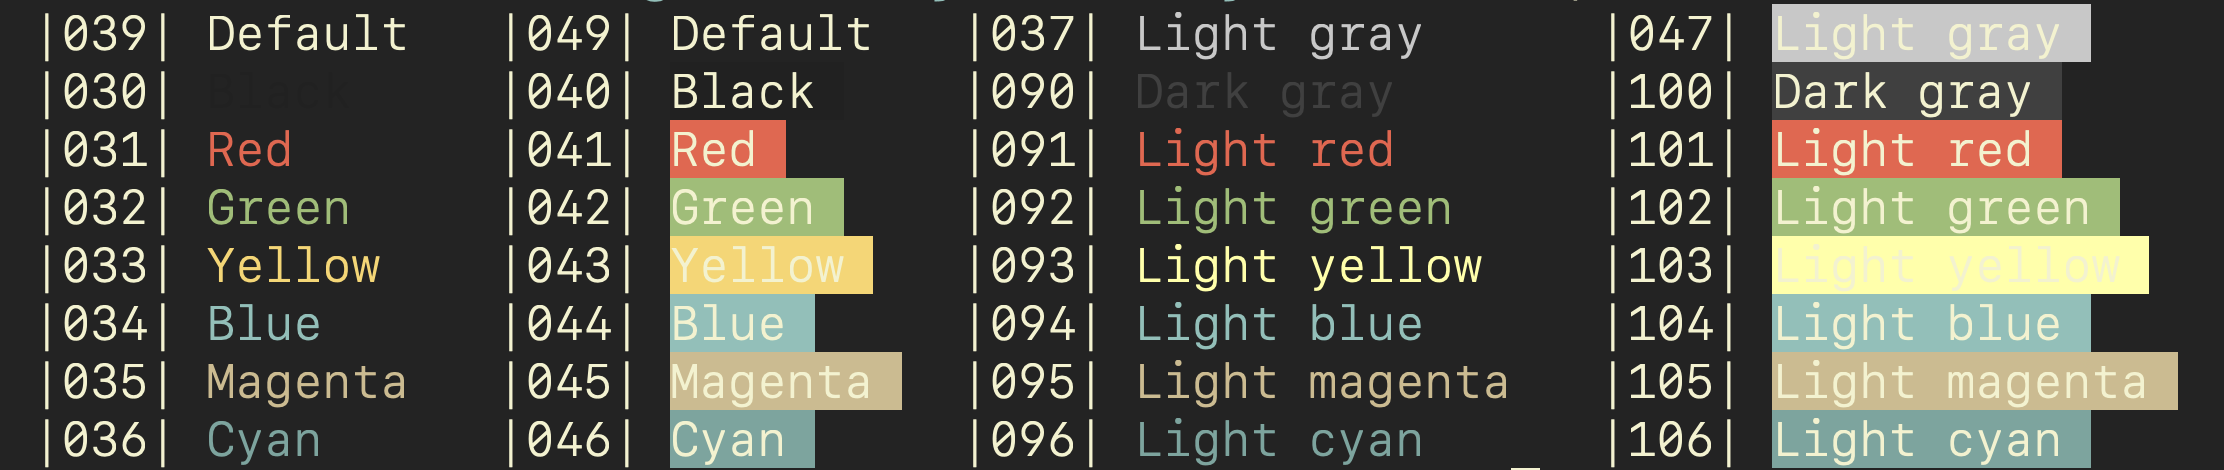 |039| Default |049| Default |037| Light gray |047| Light gray
|030| Black |040| Black |090| Dark gray |100| Dark gray
|031| Red |041| Red |091| Light red |101| Light red
|032| Green |042| Green |092| Light green |102| Light green
|033| Yellow |043| Yellow |093| Light yellow |103| Light yellow
|034| Blue |044| Blue |094| Light blue |104| Light blue
|035| Magenta |045| Magenta |095| Light magenta |105| Light magenta
|036| Cyan |046| Cyan |096| Light cyan |106| Light cyan